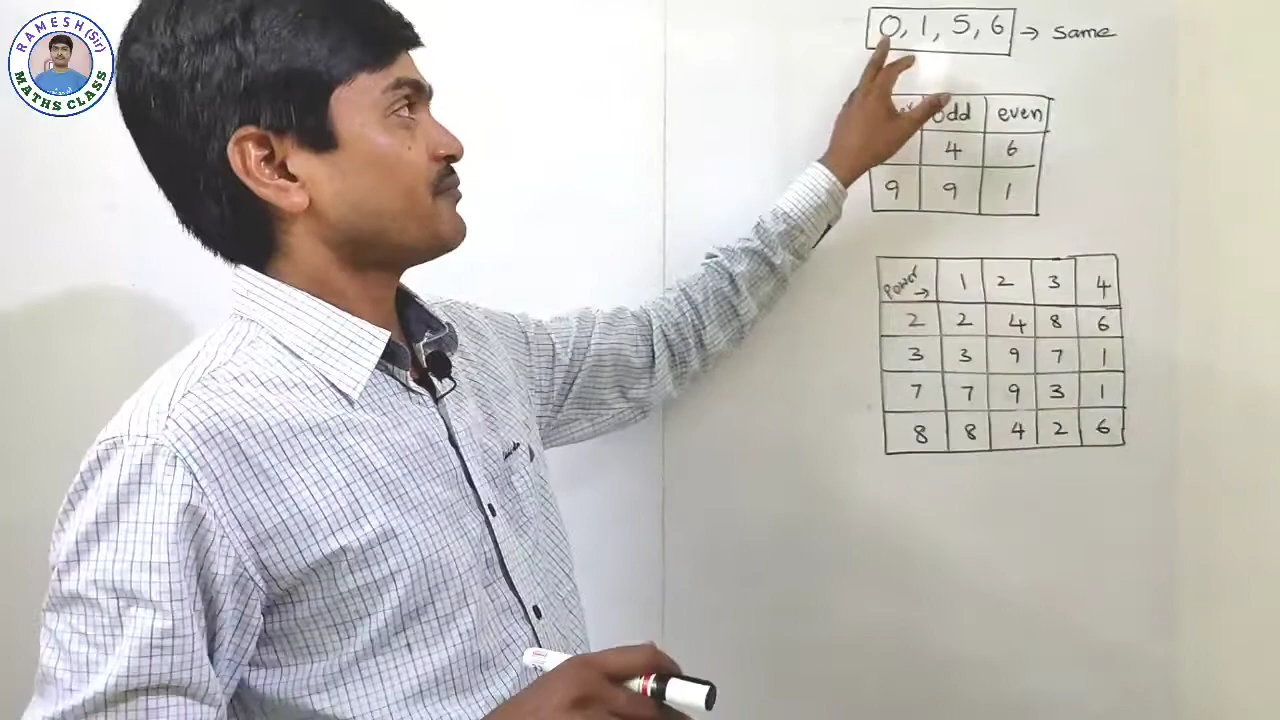 RAMESH (Sir)
MATHS CLASS
0, 1, 5, 6 → same
odd even
4 6
9 9 1
Power → 1 2 3 4
2 2 4 8 6
3 3 9 7 1
7 7 9 3 1
8 8 4 2 6